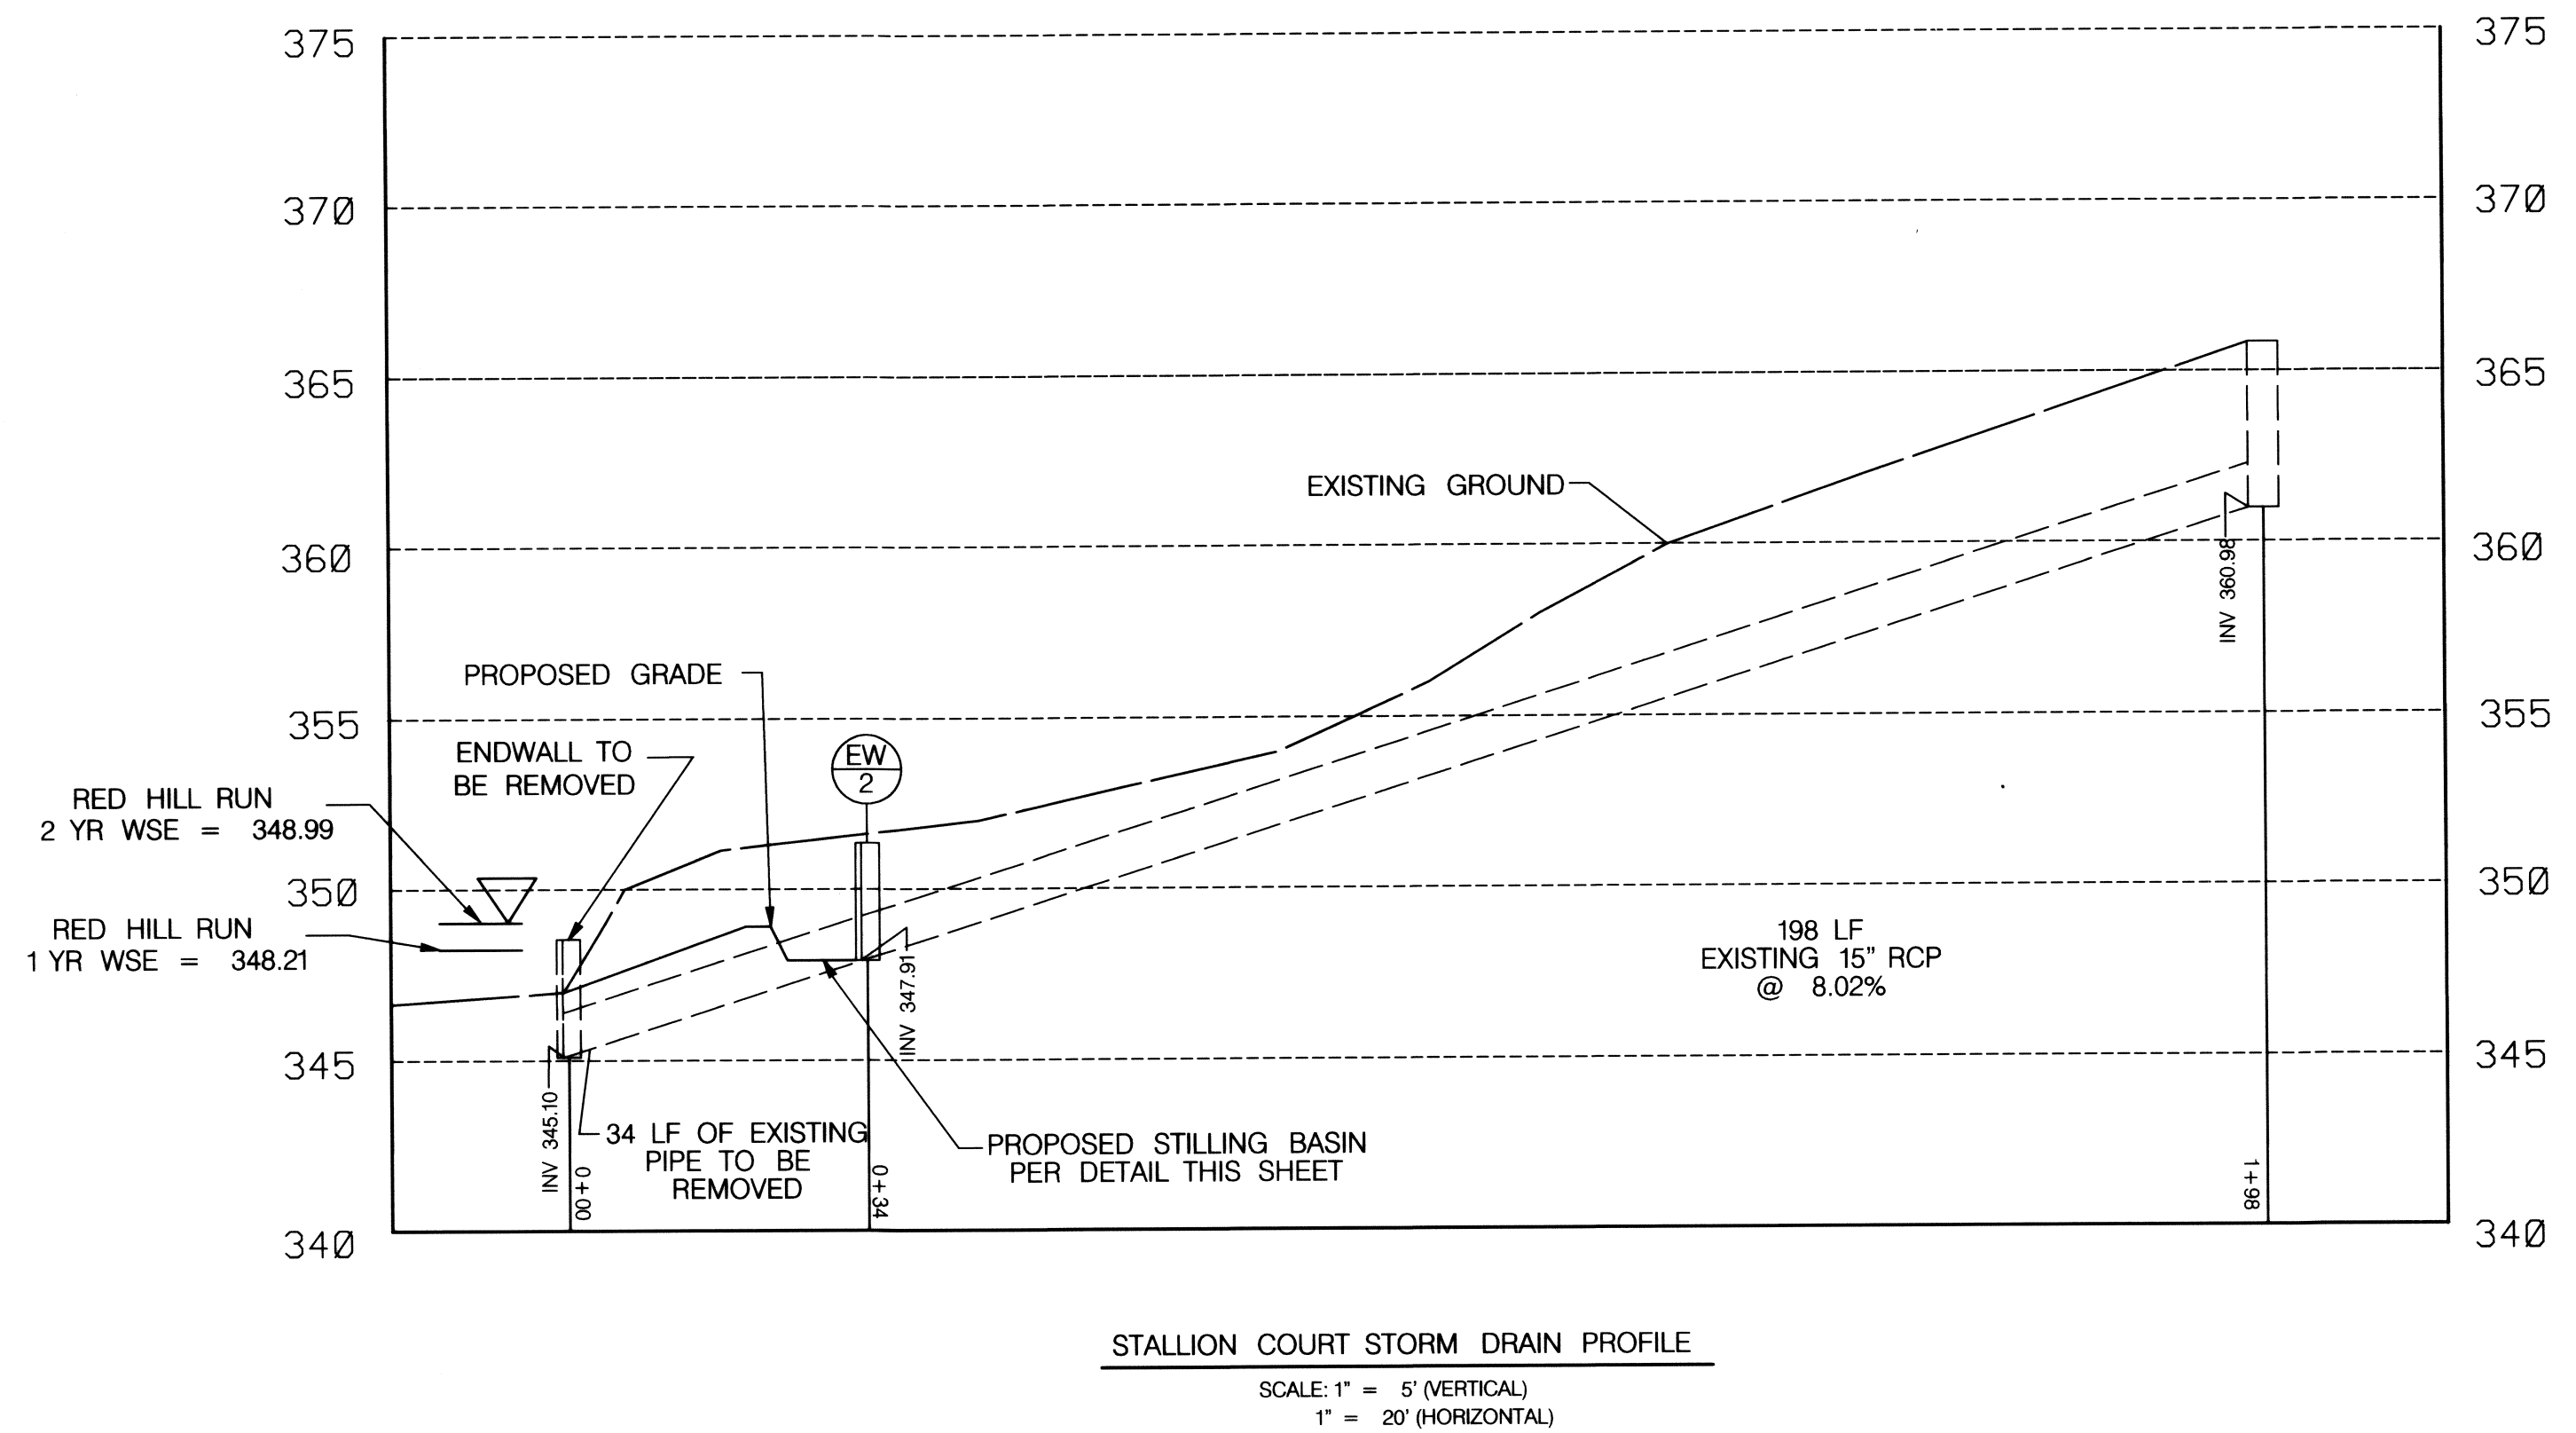 375
375
370
370
365
365
EXISTING GROUND
360
360
INV 360.98
PROPOSED GRADE
355
355
ENDWALL TO
BE REMOVED
EW
2
RED HILL RUN
2 YR WSE = 348.99
350
350
RED HILL RUN
1 YR WSE = 348.21
198 LF
EXISTING 15" RCP
@ 8.02%
INV 347.91
345
345
INV 345.10
34 LF OF EXISTING
PIPE TO BE
REMOVED
PROPOSED STILLING BASIN
PER DETAIL THIS SHEET
0+00
0+34
1+98
340
340
STALLION COURT STORM DRAIN PROFILE
SCALE: 1" = 5' (VERTICAL)
1" = 20' (HORIZONTAL)